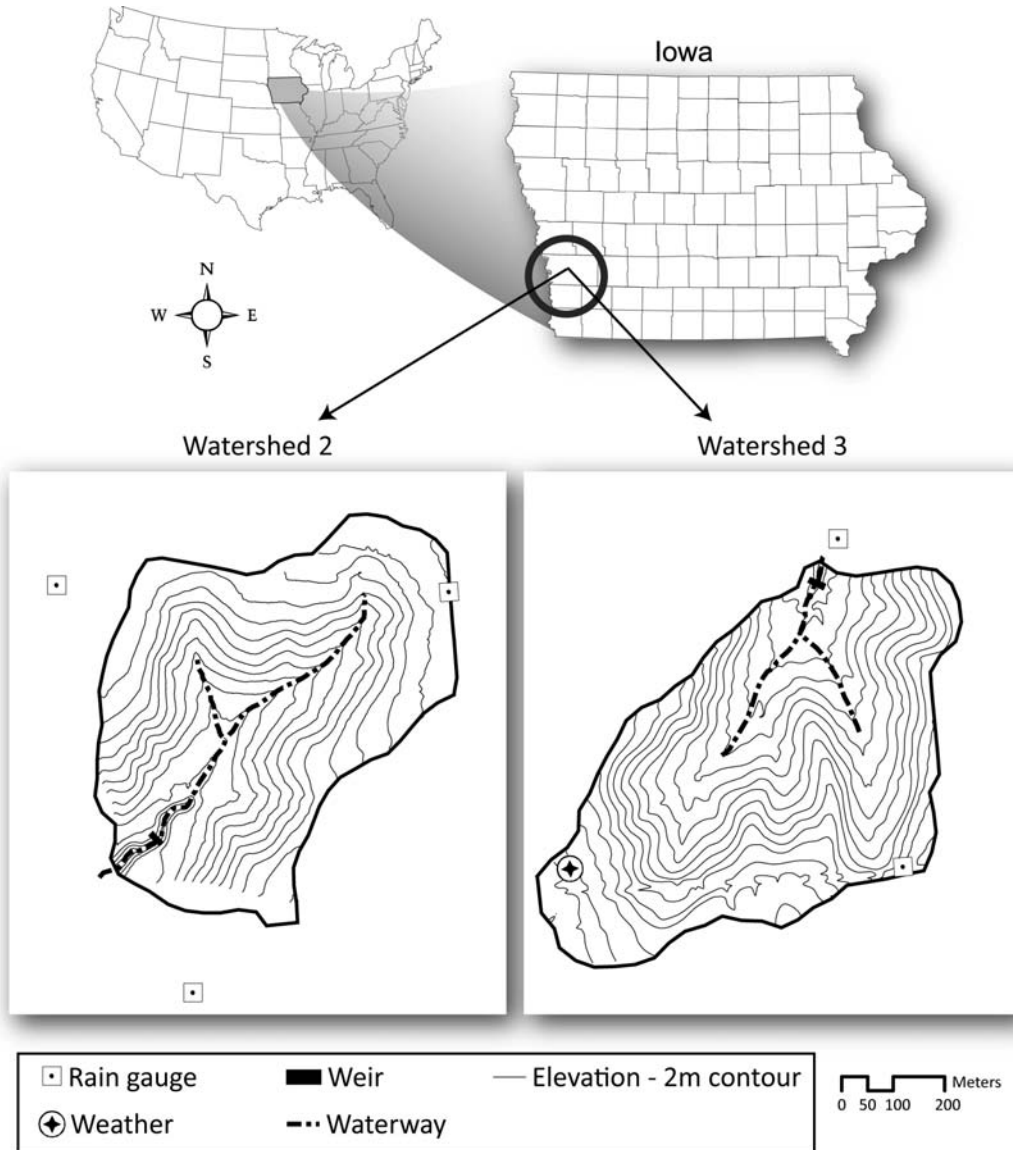 Iowa
N
W E
S
Watershed 2 Watershed 3
Rain gauge Weir Elevation - 2m contour
Weather Waterway
Meters
0 50 100 200